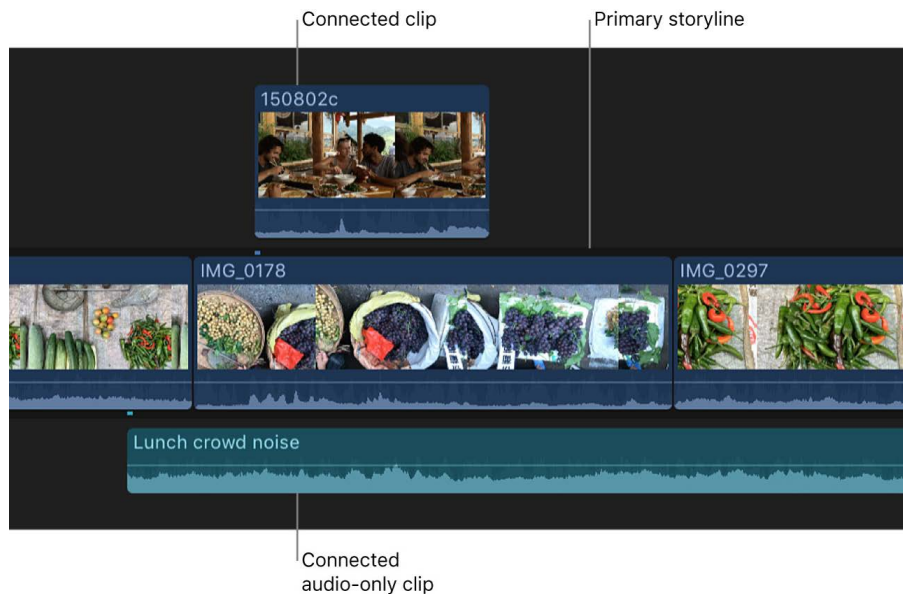 Connected clip
Primary storyline
150802c
IMG_0178
IMG_0297
Lunch crowd noise
Connected
audio-only clip